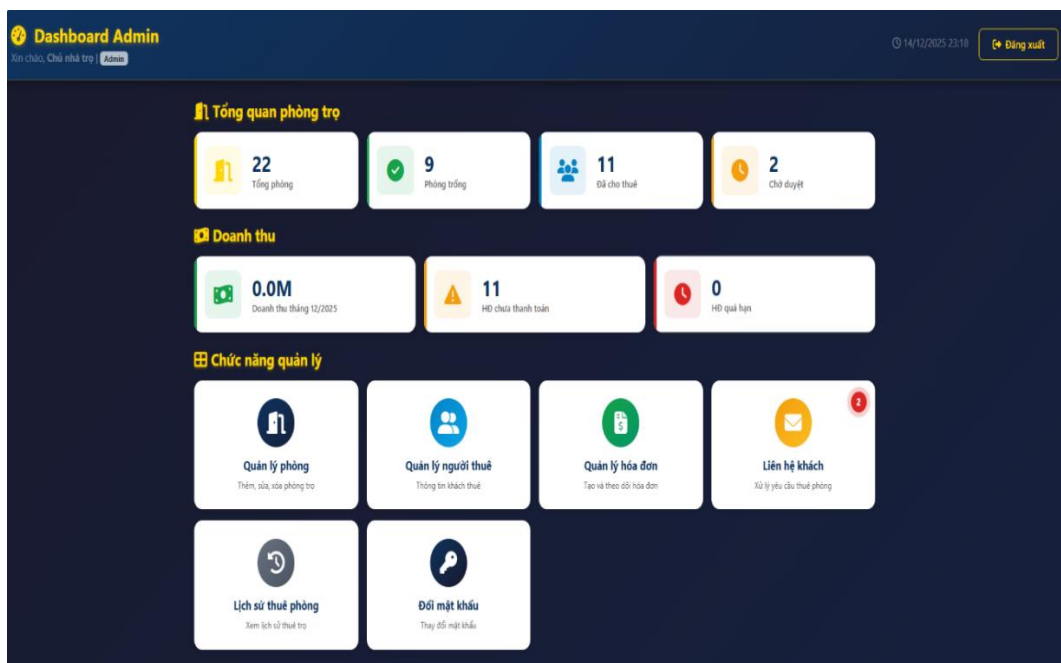 Dashboard Admin
Xin chào, Chủ nhà trọ | Admin
14/12/2025 23:18
Đăng xuất
Tổng quan phòng trọ
22
Tổng phòng
9
Phòng trống
11
Đã cho thuê
2
Chờ duyệt
Doanh thu
0.0M
Doanh thu tháng 12/2025
11
HĐ chưa thanh toán
0
HĐ quá hạn
Chức năng quản lý
Quản lý phòng
Thêm, sửa, xóa phòng trọ
Quản lý người thuê
Thông tin khách thuê
Quản lý hóa đơn
Tạo và theo dõi hóa đơn
2
Liên hệ khách
Xử lý yêu cầu thuê phòng
Lịch sử thuê phòng
Xem lịch sử thuê trọ
Đổi mật khẩu
Thay đổi mật khẩu